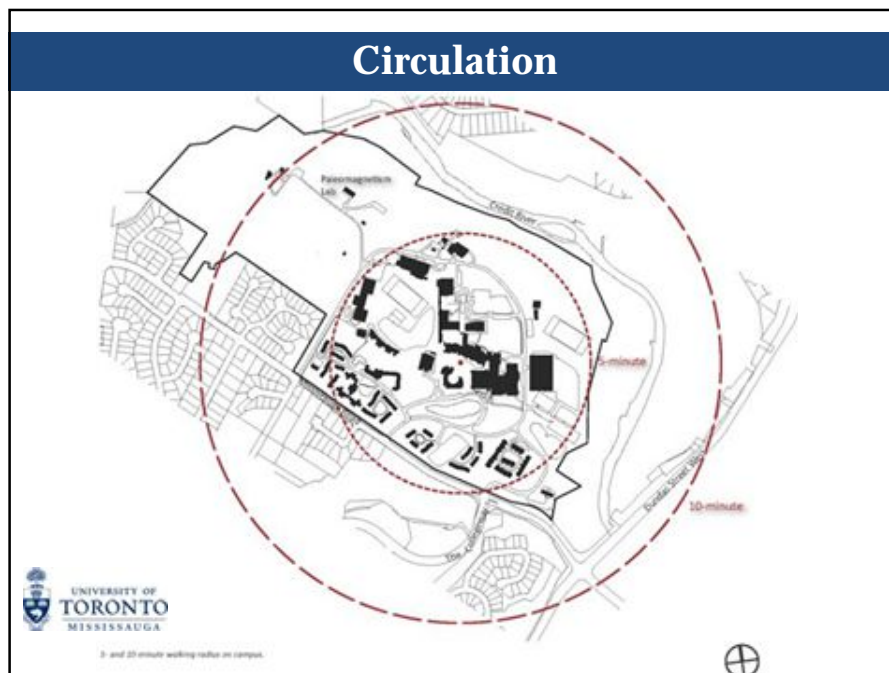 Circulation
Paleomagnetism
Lab
Credit River
5-minute
Dundas Street West
10-minute
The Collegeway
UNIVERSITY OF
TORONTO
MISSISSAUGA
5- and 10-minute walking radius on campus.